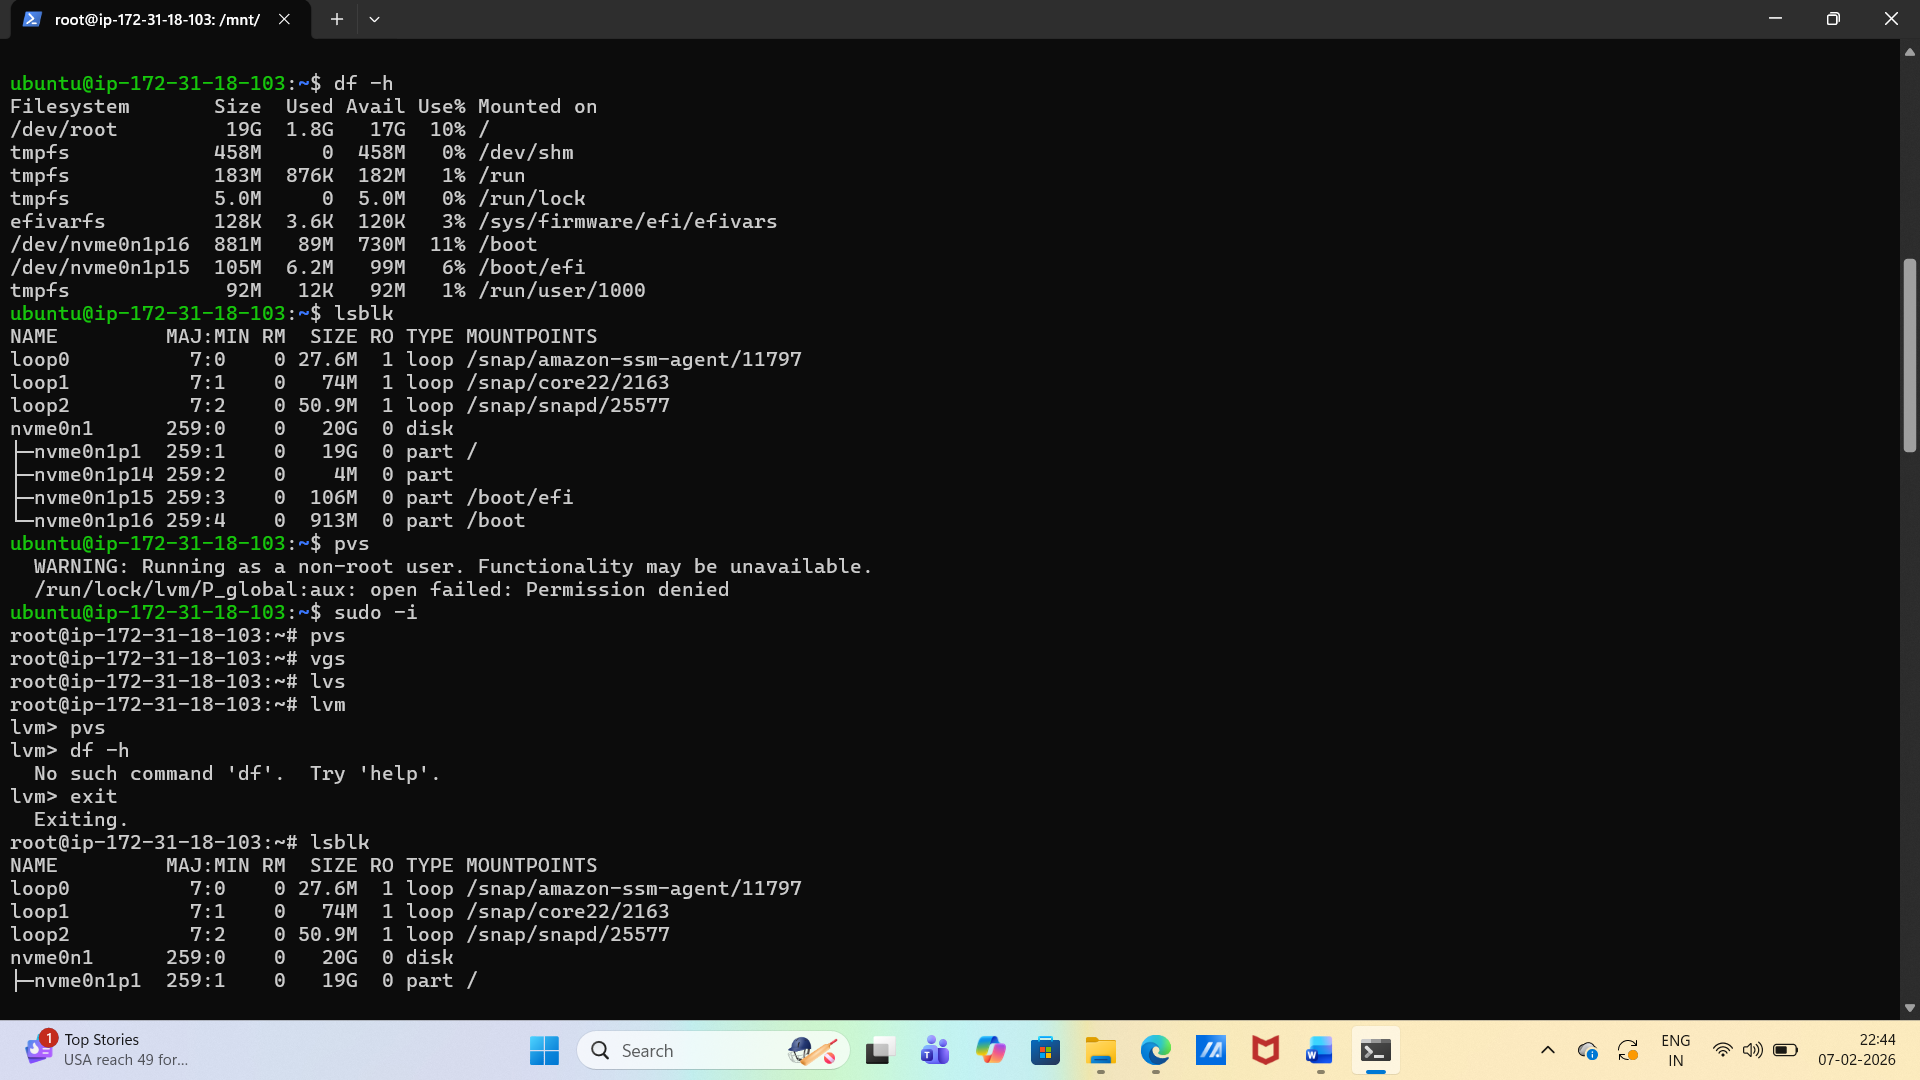 root@ip-172-31-18-103: /mnt/
ubuntu@ip-172-31-18-103:~$ df -h
Filesystem       Size  Used Avail Use% Mounted on
/dev/root         19G  1.8G   17G  10% /
tmpfs            458M     0  458M   0% /dev/shm
tmpfs            183M  876K  182M   1% /run
tmpfs            5.0M     0  5.0M   0% /run/lock
efivarfs         128K  3.6K  120K   3% /sys/firmware/efi/efivars
/dev/nvme0n1p16  881M   89M  730M  11% /boot
/dev/nvme0n1p15  105M  6.2M   99M   6% /boot/efi
tmpfs             92M   12K   92M   1% /run/user/1000
ubuntu@ip-172-31-18-103:~$ lsblk
NAME         MAJ:MIN RM   SIZE RO TYPE MOUNTPOINTS
loop0          7:0    0 27.6M  1 loop /snap/amazon-ssm-agent/11797
loop1          7:1    0   74M  1 loop /snap/core22/2163
loop2          7:2    0 50.9M  1 loop /snap/snapd/25577
nvme0n1      259:0    0   20G  0 disk
├─nvme0n1p1  259:1    0   19G  0 part /
├─nvme0n1p14 259:2    0    4M  0 part
├─nvme0n1p15 259:3    0  106M  0 part /boot/efi
└─nvme0n1p16 259:4    0  913M  0 part /boot
ubuntu@ip-172-31-18-103:~$ pvs
  WARNING: Running as a non-root user. Functionality may be unavailable.
  /run/lock/lvm/P_global:aux: open failed: Permission denied
ubuntu@ip-172-31-18-103:~$ sudo -i
root@ip-172-31-18-103:~# pvs
root@ip-172-31-18-103:~# vgs
root@ip-172-31-18-103:~# lvs
root@ip-172-31-18-103:~# lvm
lvm> pvs
lvm> df -h
  No such command 'df'.  Try 'help'.
lvm> exit
  Exiting.
root@ip-172-31-18-103:~# lsblk
NAME         MAJ:MIN RM   SIZE RO TYPE MOUNTPOINTS
loop0          7:0    0 27.6M  1 loop /snap/amazon-ssm-agent/11797
loop1          7:1    0   74M  1 loop /snap/core22/2163
loop2          7:2    0 50.9M  1 loop /snap/snapd/25577
nvme0n1      259:0    0   20G  0 disk
├─nvme0n1p1  259:1    0   19G  0 part /
1
Top Stories
USA reach 49 for...
Search
ENG
IN
22:44
07-02-2026